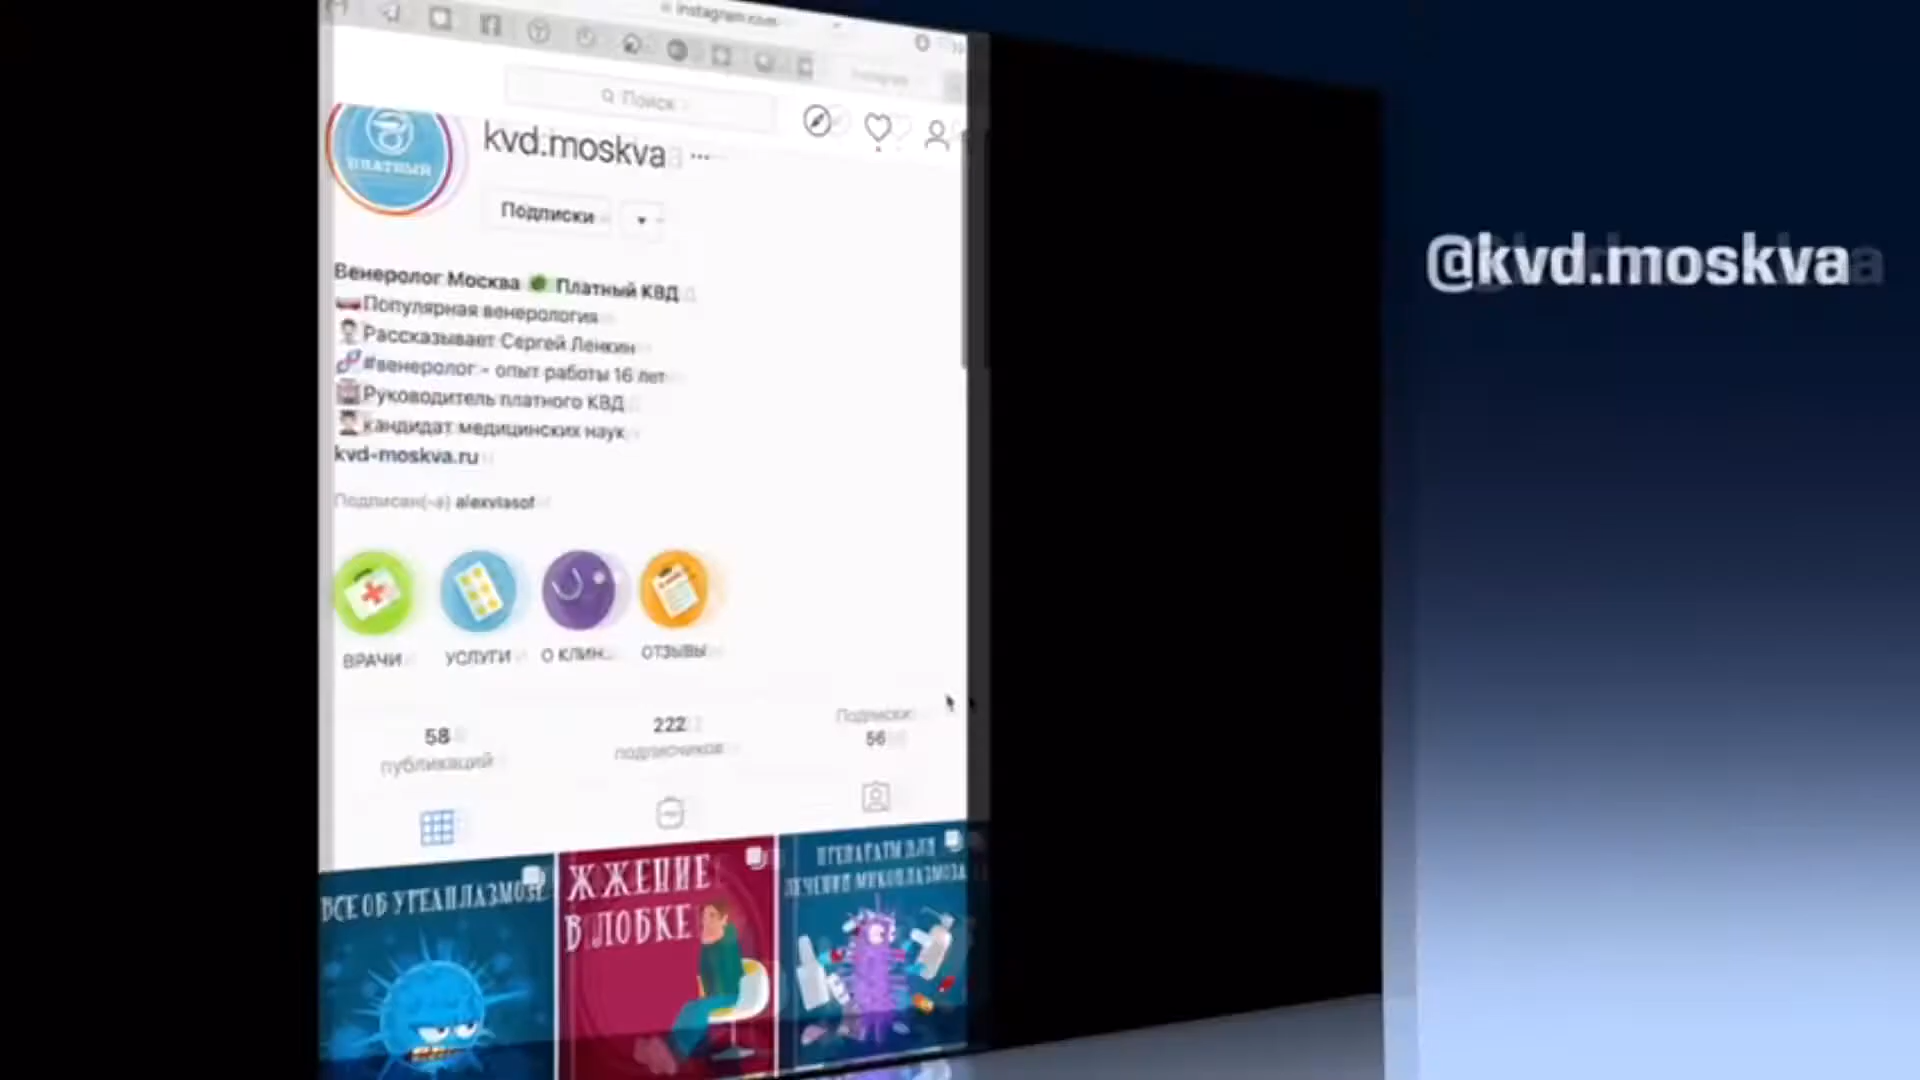 instagram.com
Поиск
ПЛАТНЫЙ
kvd.moskva ...
Подписки
@kvd.moskva
Венеролог Москва Платный КВД
Популярная венерология
Рассказывает Сергей Ленкин
#венеролог - опыт работы 16 лет
Руководитель платного КВД
кандидат медицинских наук
kvd-moskva.ru
Подписан(-а) alexvlasof
ВРАЧИ
УСЛУГИ
О КЛИН...
ОТЗЫВЫ
58
публикаций
222
подписчиков
Подписки:
56
ВСЕ ОБ УРЕАПЛАЗМОЗЕ
ЖЖЕНИЕ
В ЛОБКЕ
ПРЕПАРАТЫ ДЛЯ
ЛЕЧЕНИЯ МИКОПЛАЗМОЗА